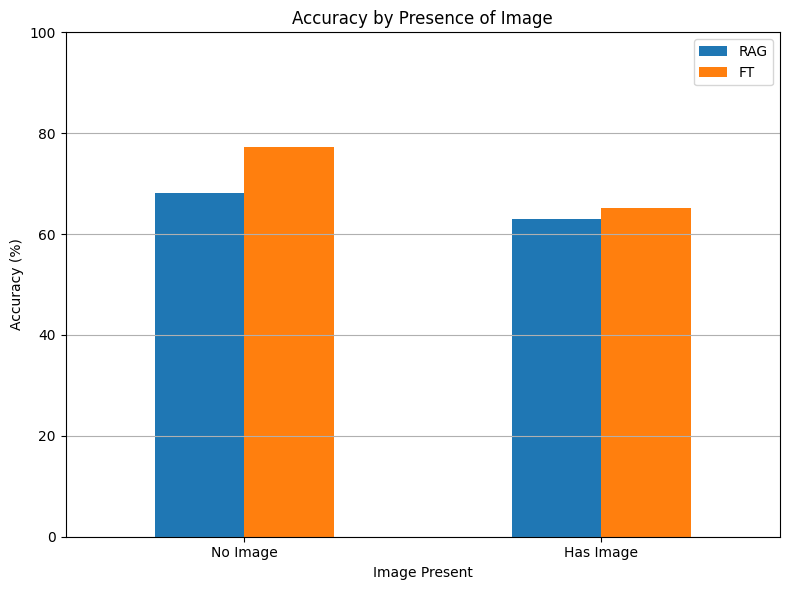 Accuracy by Presence of Image
RAG
FT
Accuracy (%)
100
80
60
40
20
0
No Image
Has Image
Image Present